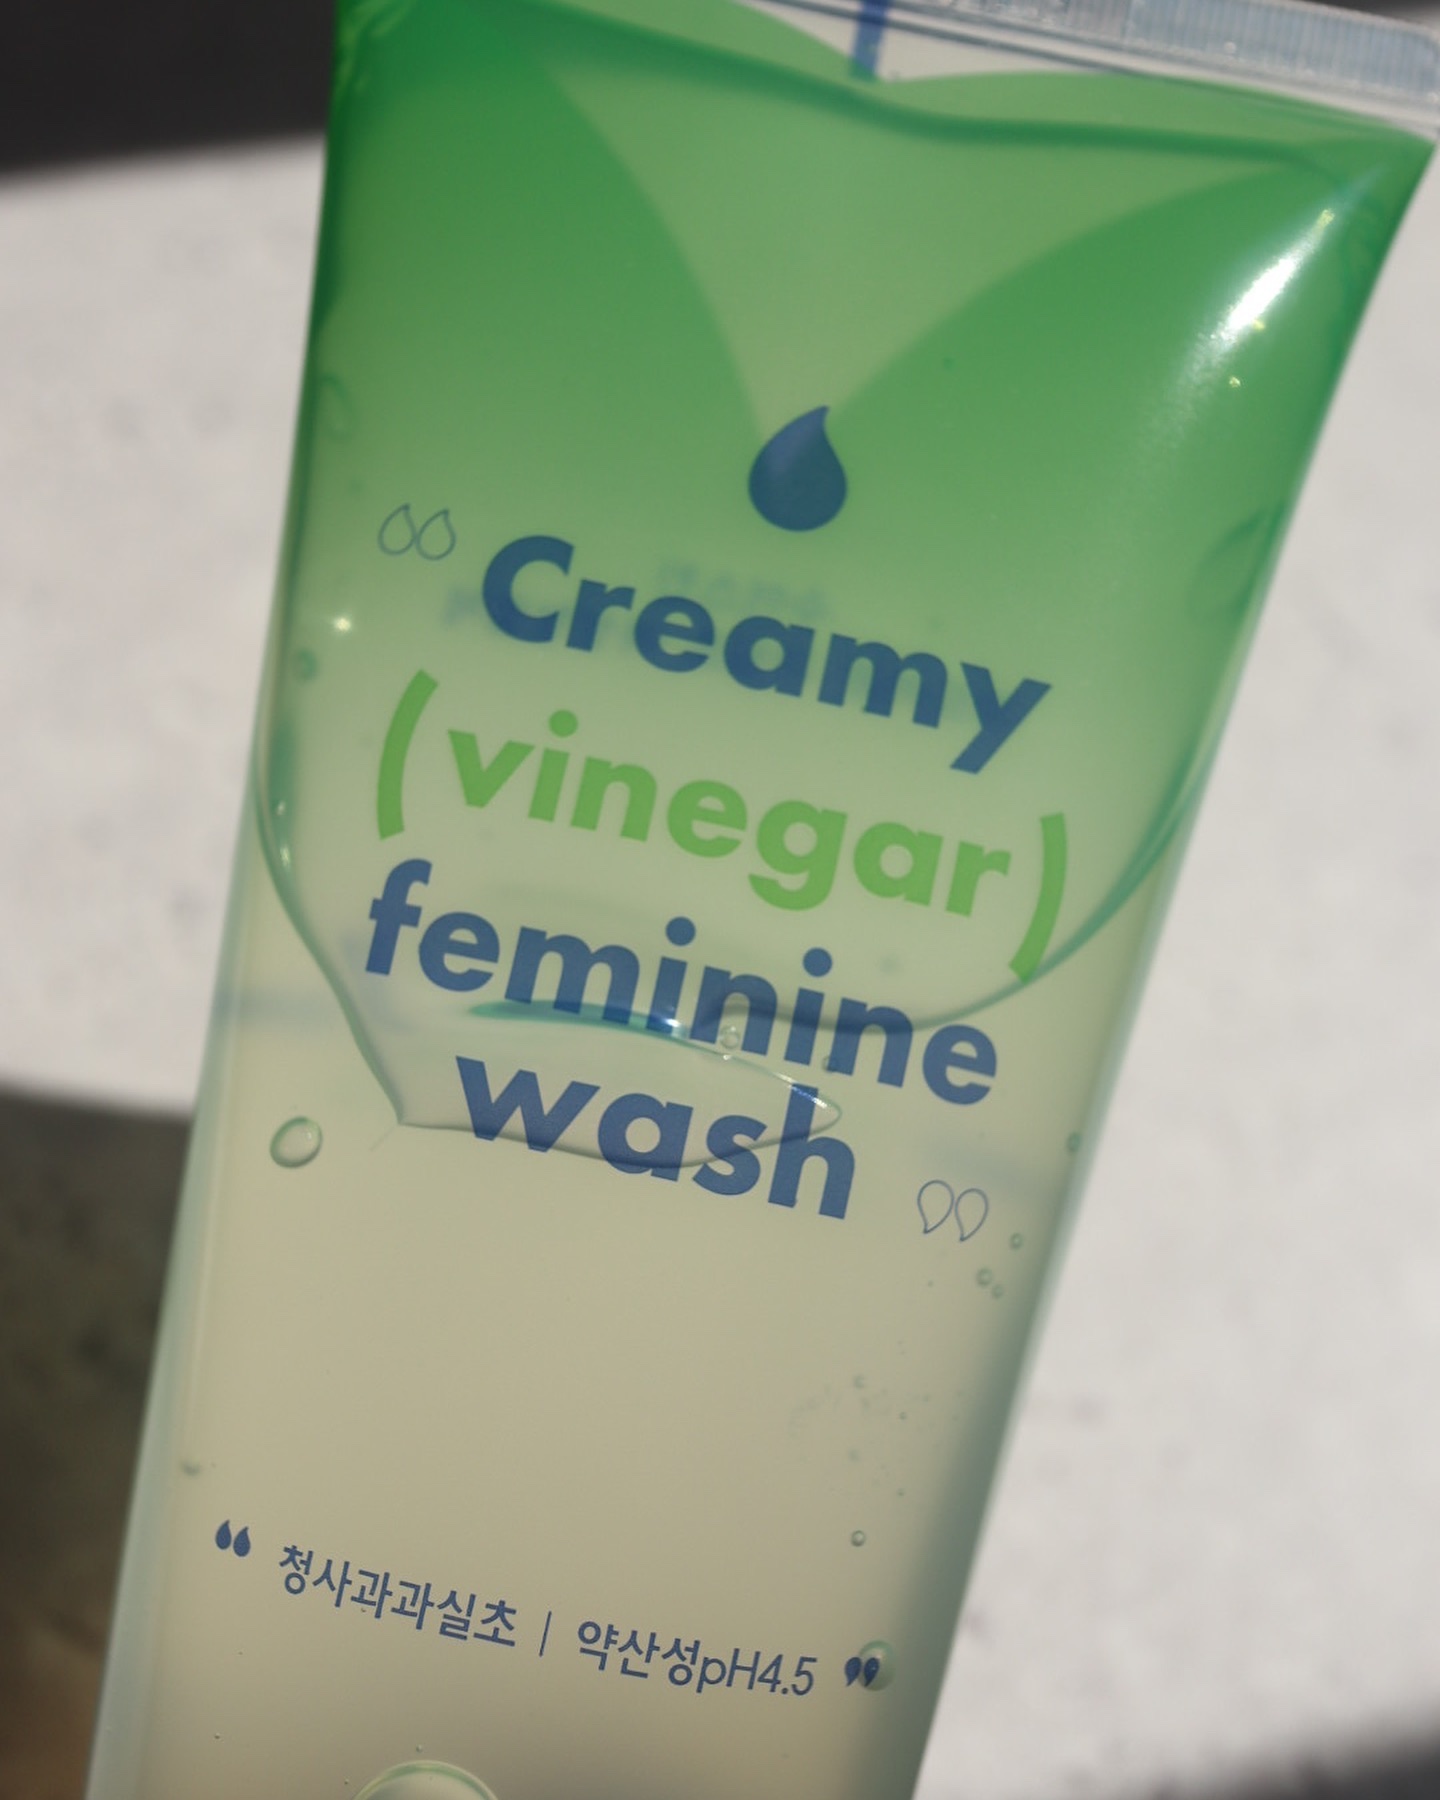 “ Creamy
(vinegar)
feminine
wash ”
“ 청사과과실초 | 약산성pH4.5 ”